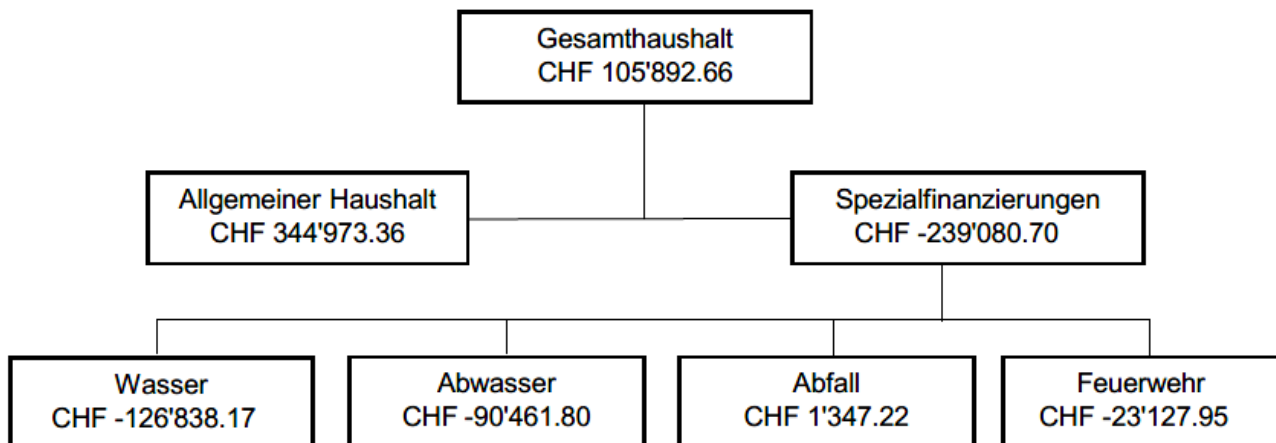 Gesamthaushalt
CHF 105'892.66
Allgemeiner Haushalt
CHF 344'973.36
Spezialfinanzierungen
CHF -239'080.70
Wasser
CHF -126'838.17
Abwasser
CHF -90'461.80
Abfall
CHF 1'347.22
Feuerwehr
CHF -23'127.95